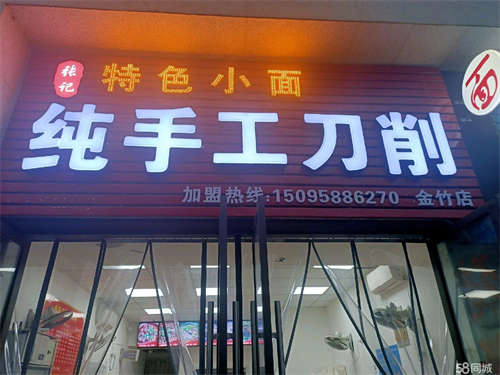 张记
特色小面
面
纯手工刀削
加盟热线:15095886270 金竹店
58同城